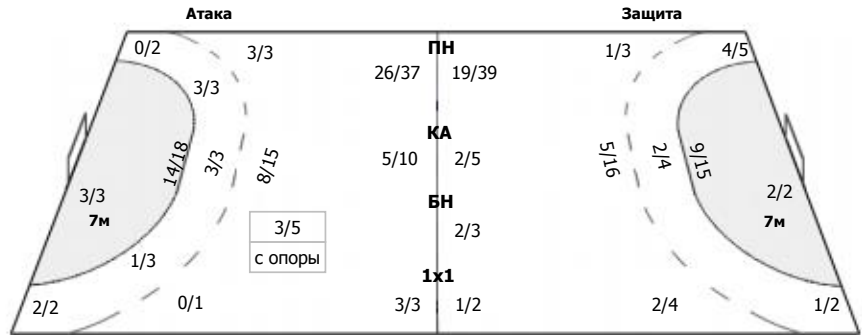 Атака Защита
0/2 3/3 ПН 1/3 4/5
26/37 19/39
3/3
КА
14/18 3/3 8/15 5/10 2/5 5/16 2/4 9/15
3/3 БН 2/2
7м 3/5 2/3 7м
с опоры
1/3
1x1
2/2 0/1 3/3 1/2 2/4 1/2